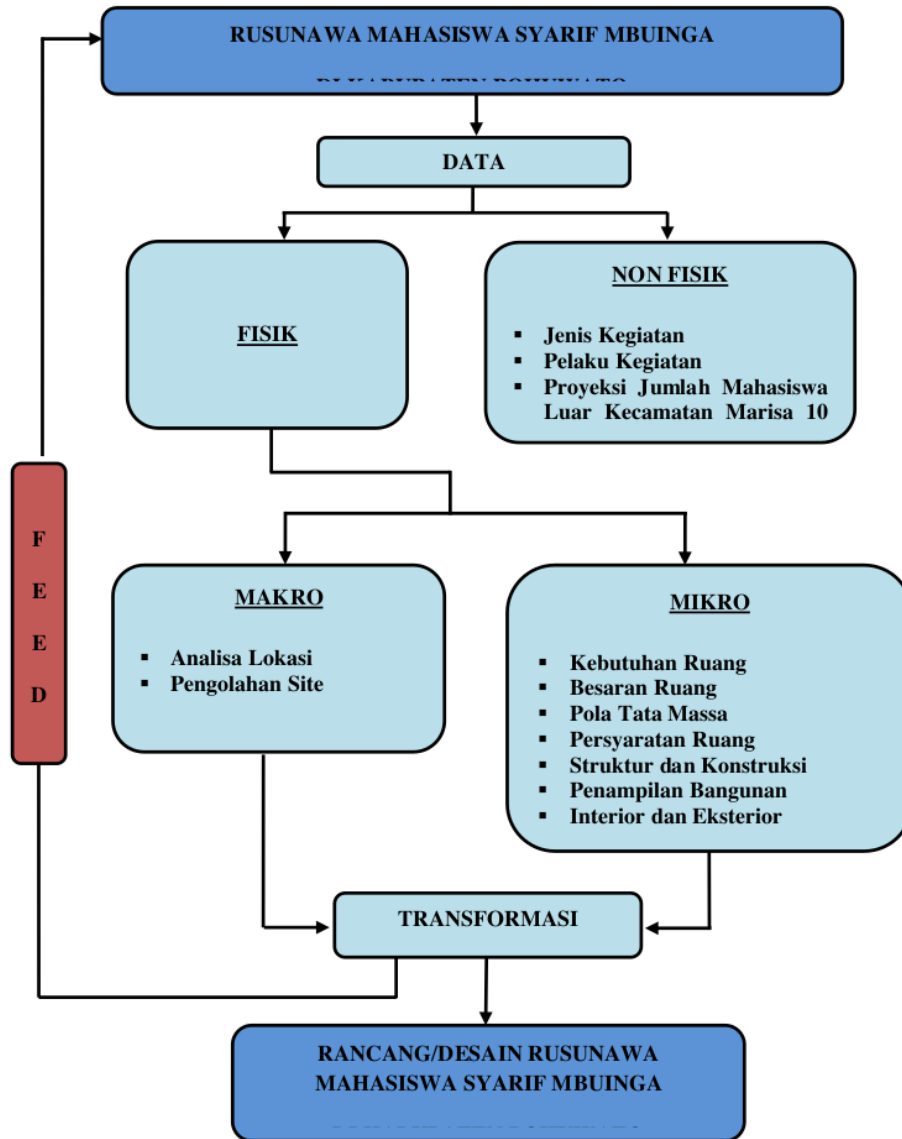 RUSUNAWA MAHASISWA SYARIF MBUINGA
DATA
FISIK
NON FISIK
▪ Jenis Kegiatan
▪ Pelaku Kegiatan
▪ Proyeksi Jumlah Mahasiswa
Luar Kecamatan Marisa 10
F
E
E
D
MAKRO
▪ Analisa Lokasi
▪ Pengolahan Site
MIKRO
▪ Kebutuhan Ruang
▪ Besaran Ruang
▪ Pola Tata Massa
▪ Persyaratan Ruang
▪ Struktur dan Konstruksi
▪ Penampilan Bangunan
▪ Interior dan Eksterior
TRANSFORMASI
RANCANG/DESAIN RUSUNAWA
MAHASISWA SYARIF MBUINGA